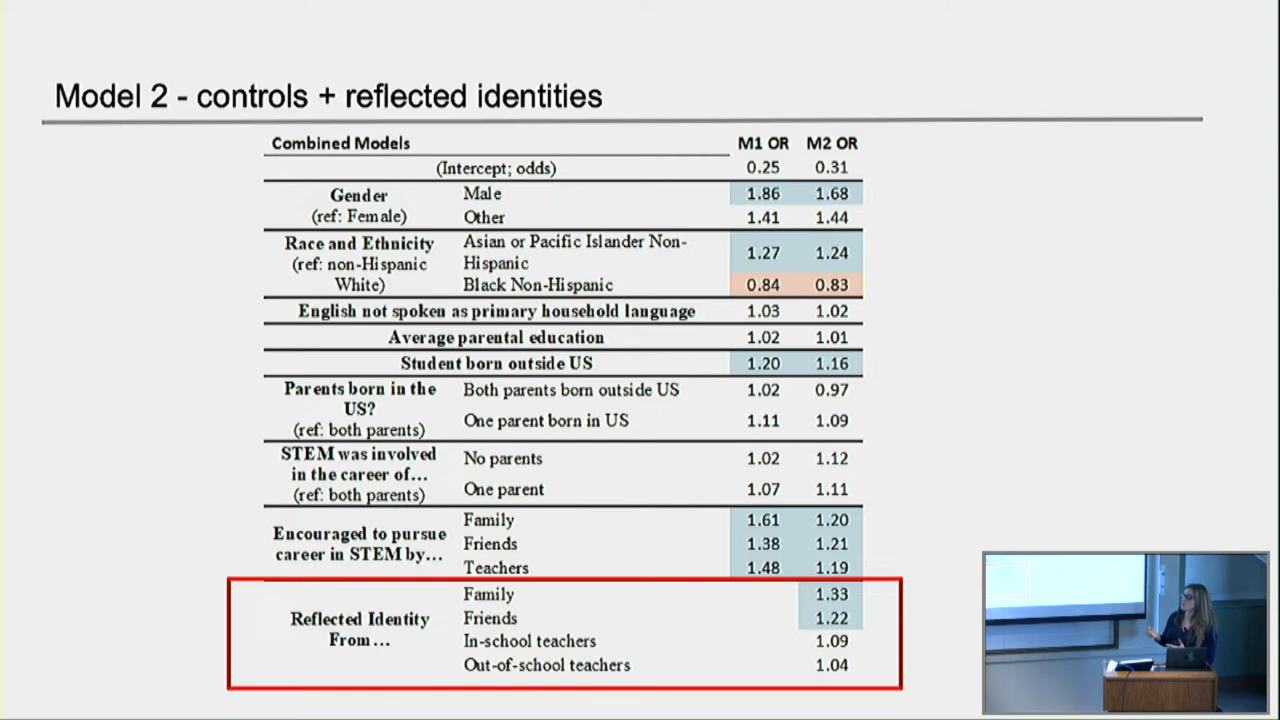 Model 2 - controls + reflected identities
Combined Models M1 OR M2 OR
(Intercept; odds) 0.25 0.31
Gender
(ref: Female)
Male 1.86 1.68
Other 1.41 1.44
Race and Ethnicity
(ref: non-Hispanic
White)
Asian or Pacific Islander Non-
Hispanic
1.27 1.24
Black Non-Hispanic 0.84 0.83
English not spoken as primary household language 1.03 1.02
Average parental education 1.02 1.01
Student born outside US 1.20 1.16
Parents born in the
US?
(ref: both parents)
Both parents born outside US 1.02 0.97
One parent born in US 1.11 1.09
STEM was involved
in the career of...
(ref: both parents)
No parents 1.02 1.12
One parent 1.07 1.11
Encouraged to pursue
career in STEM by...
Family 1.61 1.20
Friends 1.38 1.21
Teachers 1.48 1.19
Reflected Identity
From...
Family 1.33
Friends 1.22
In-school teachers 1.09
Out-of-school teachers 1.04